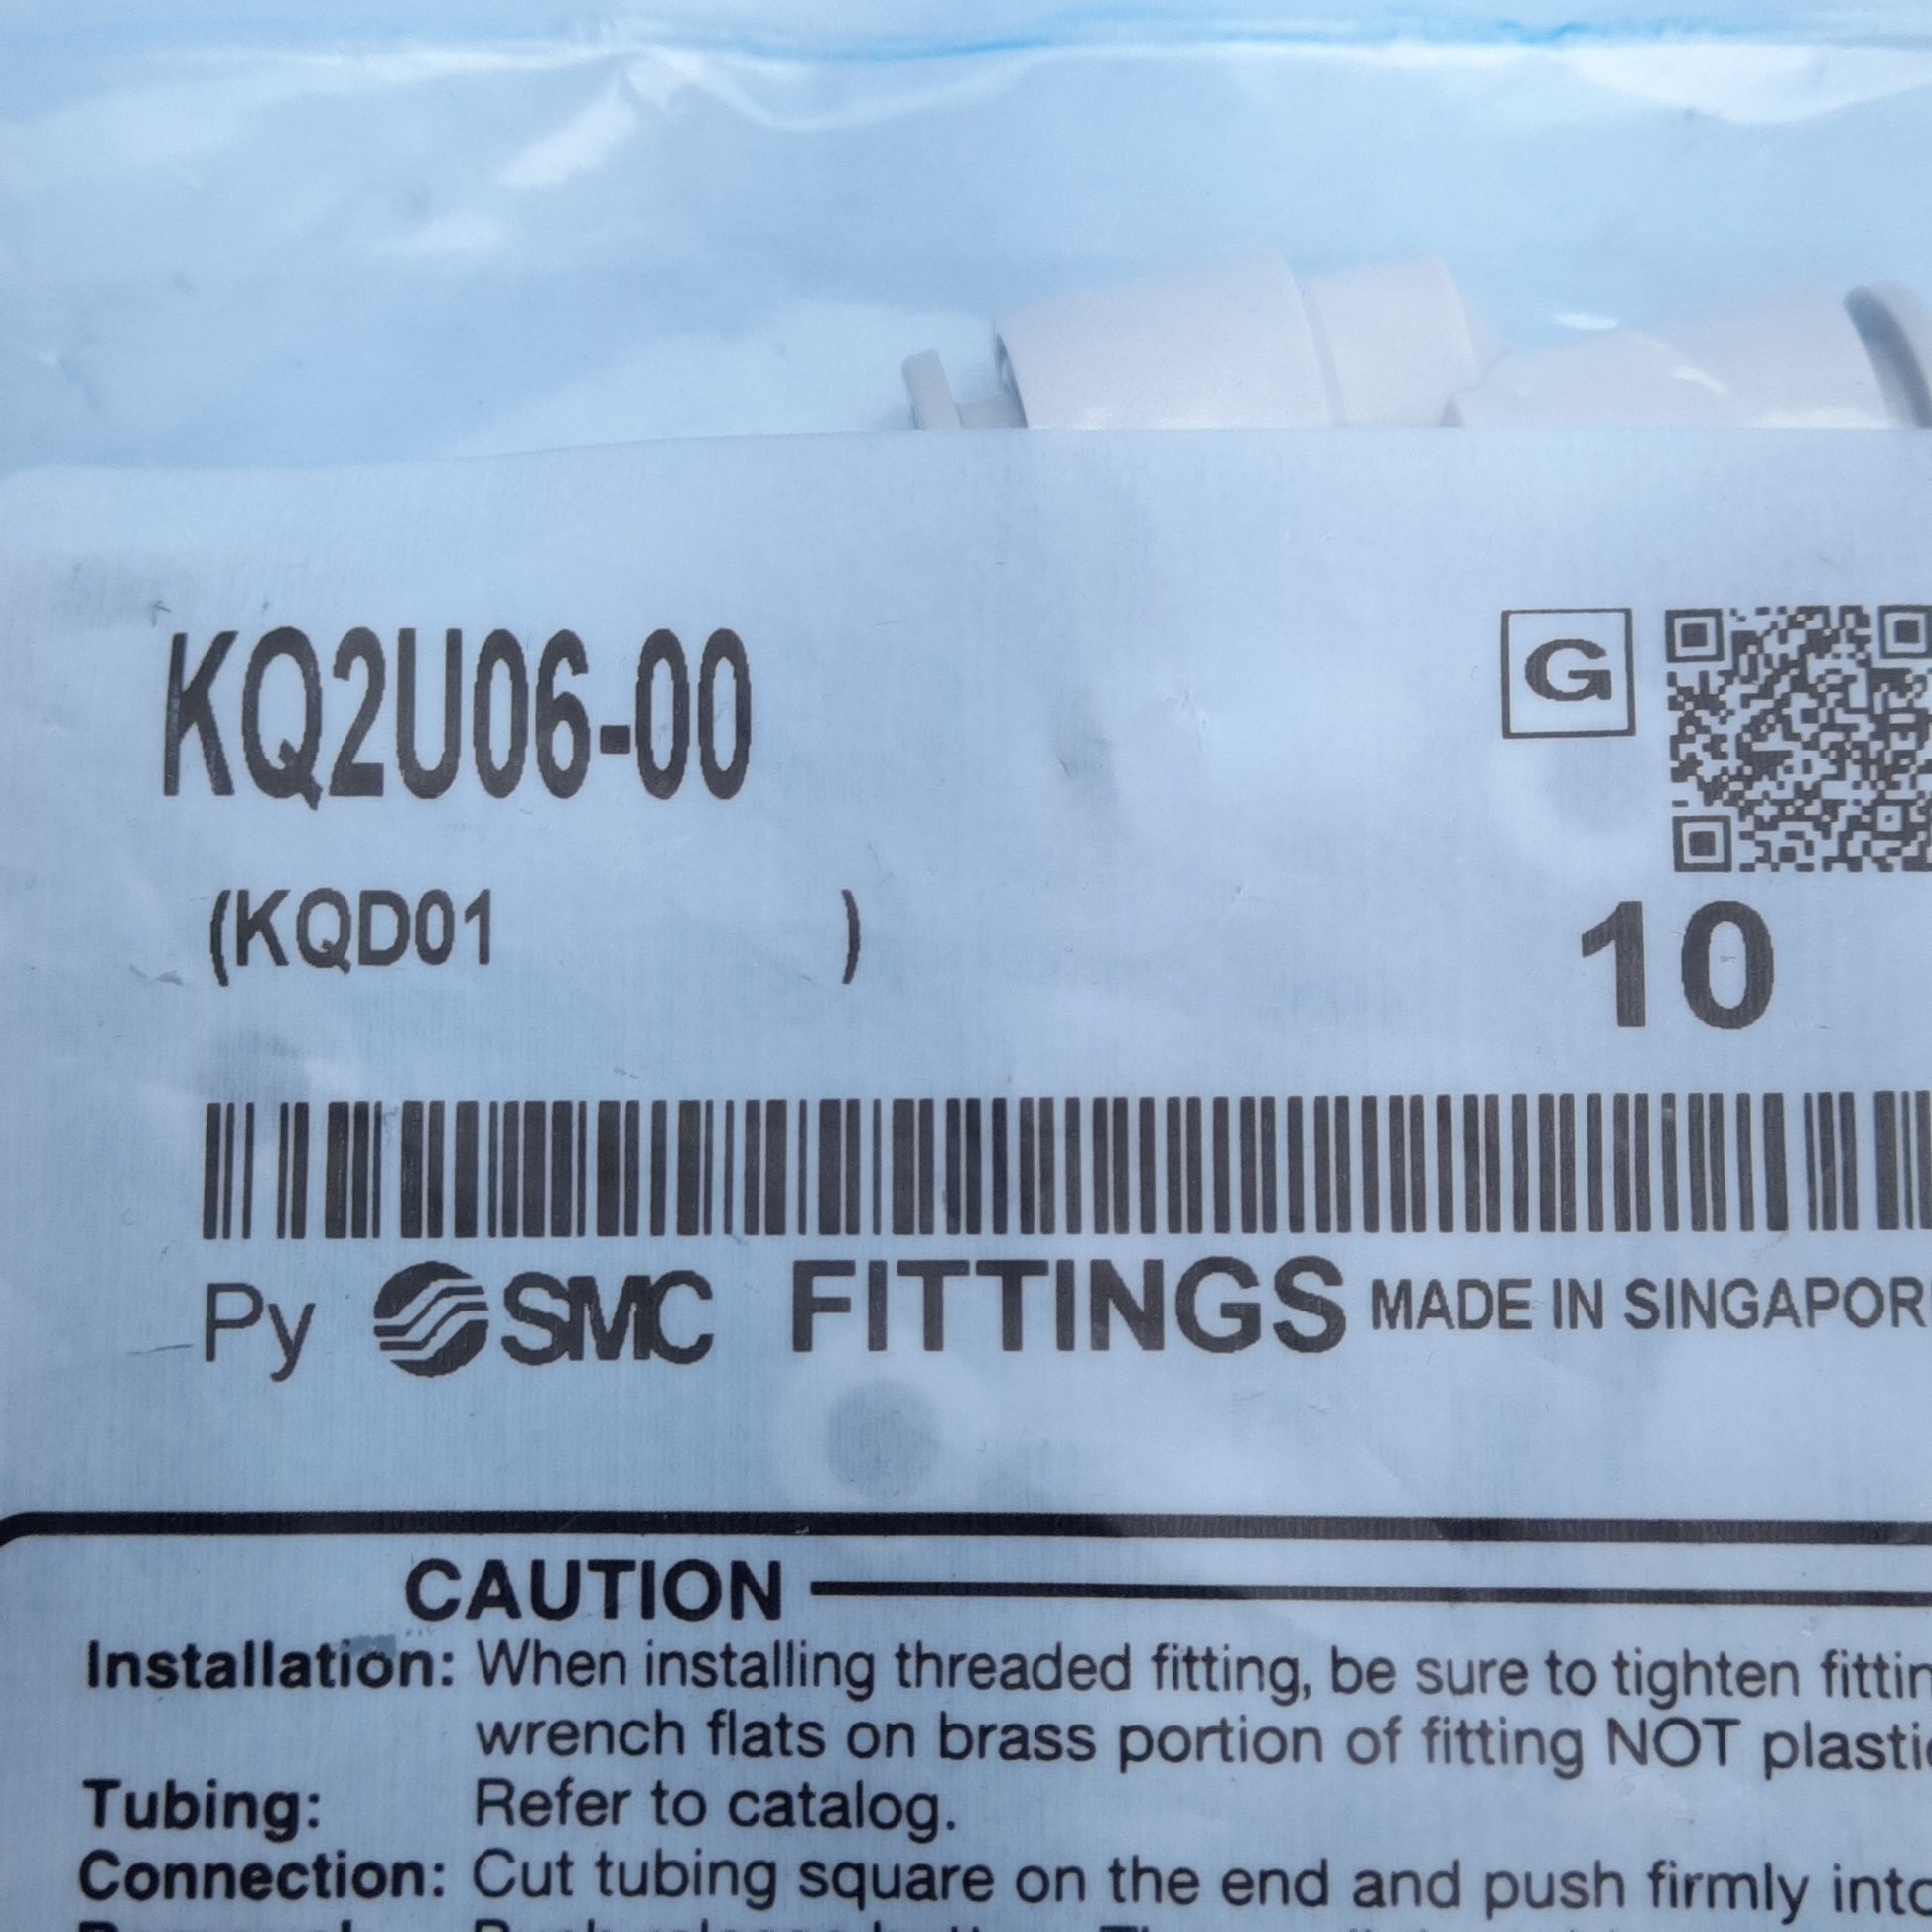 KQ2U06-00
G
(KQD01 )
10
Py SMC FITTINGS MADE IN SINGAPOR
CAUTION
Installation: When installing threaded fitting, be sure to tighten fittin
wrench flats on brass portion of fitting NOT plasti
Tubing: Refer to catalog.
Connection: Cut tubing square on the end and push firmly into